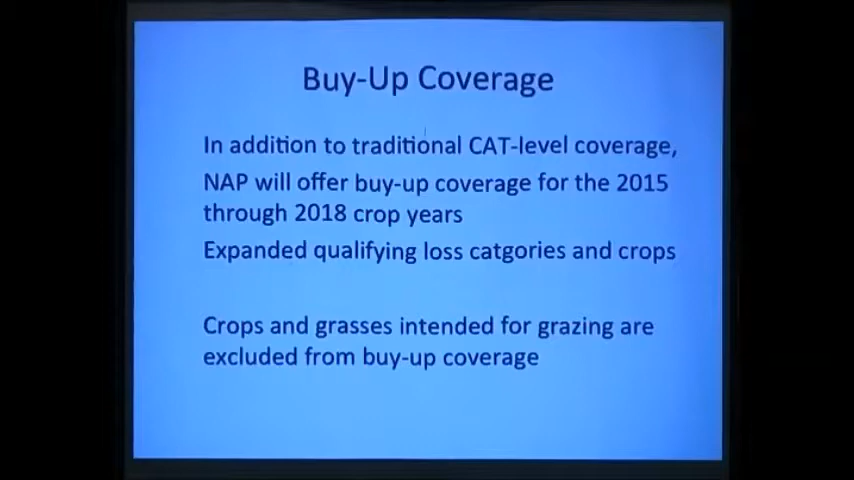 Buy-Up Coverage
In addition to traditional CAT-level coverage,
NAP will offer buy-up coverage for the 2015
through 2018 crop years
Expanded qualifying loss catgories and crops
Crops and grasses intended for grazing are
excluded from buy-up coverage